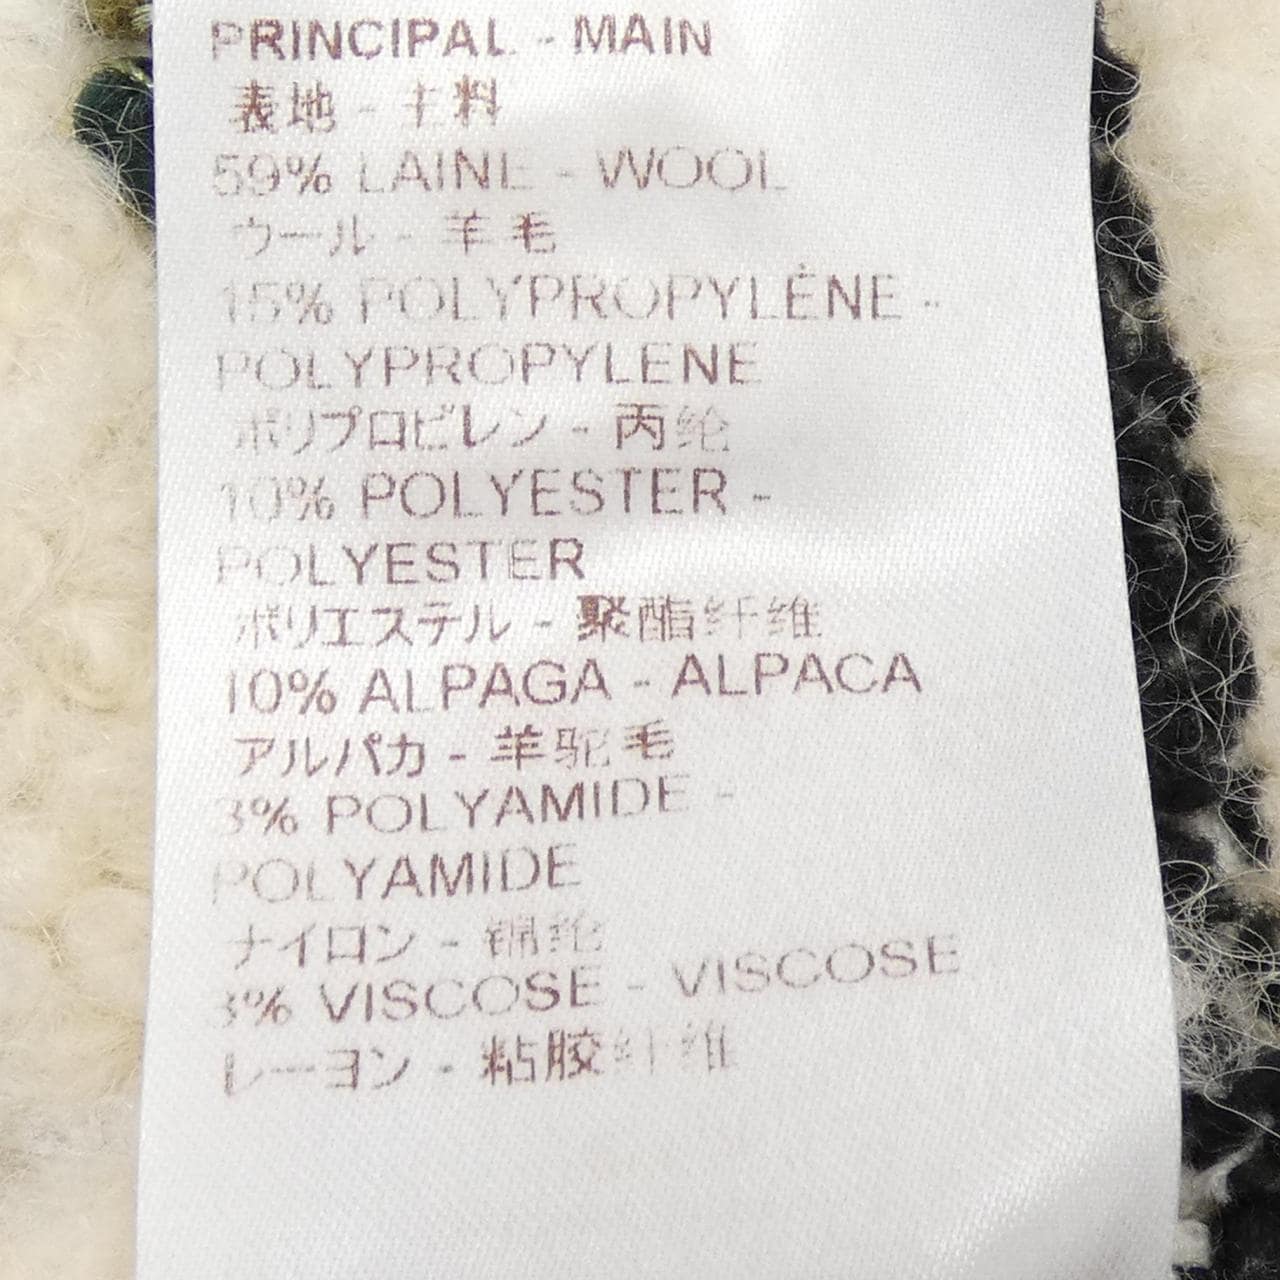 PRINCIPAL - MAIN
表地 - 主料
59% LAINE - WOOL
ウール - 羊毛
15% POLYPROPYLÈNE -
POLYPROPYLENE
ポリプロピレン - 丙纶
10% POLYESTER -
POLYESTER
ポリエステル - 聚酯纤维
10% ALPAGA - ALPACA
アルパカ - 羊驼毛
3% POLYAMIDE -
POLYAMIDE
ナイロン - 锦纶
3% VISCOSE - VISCOSE
レーヨン - 粘胶纤维